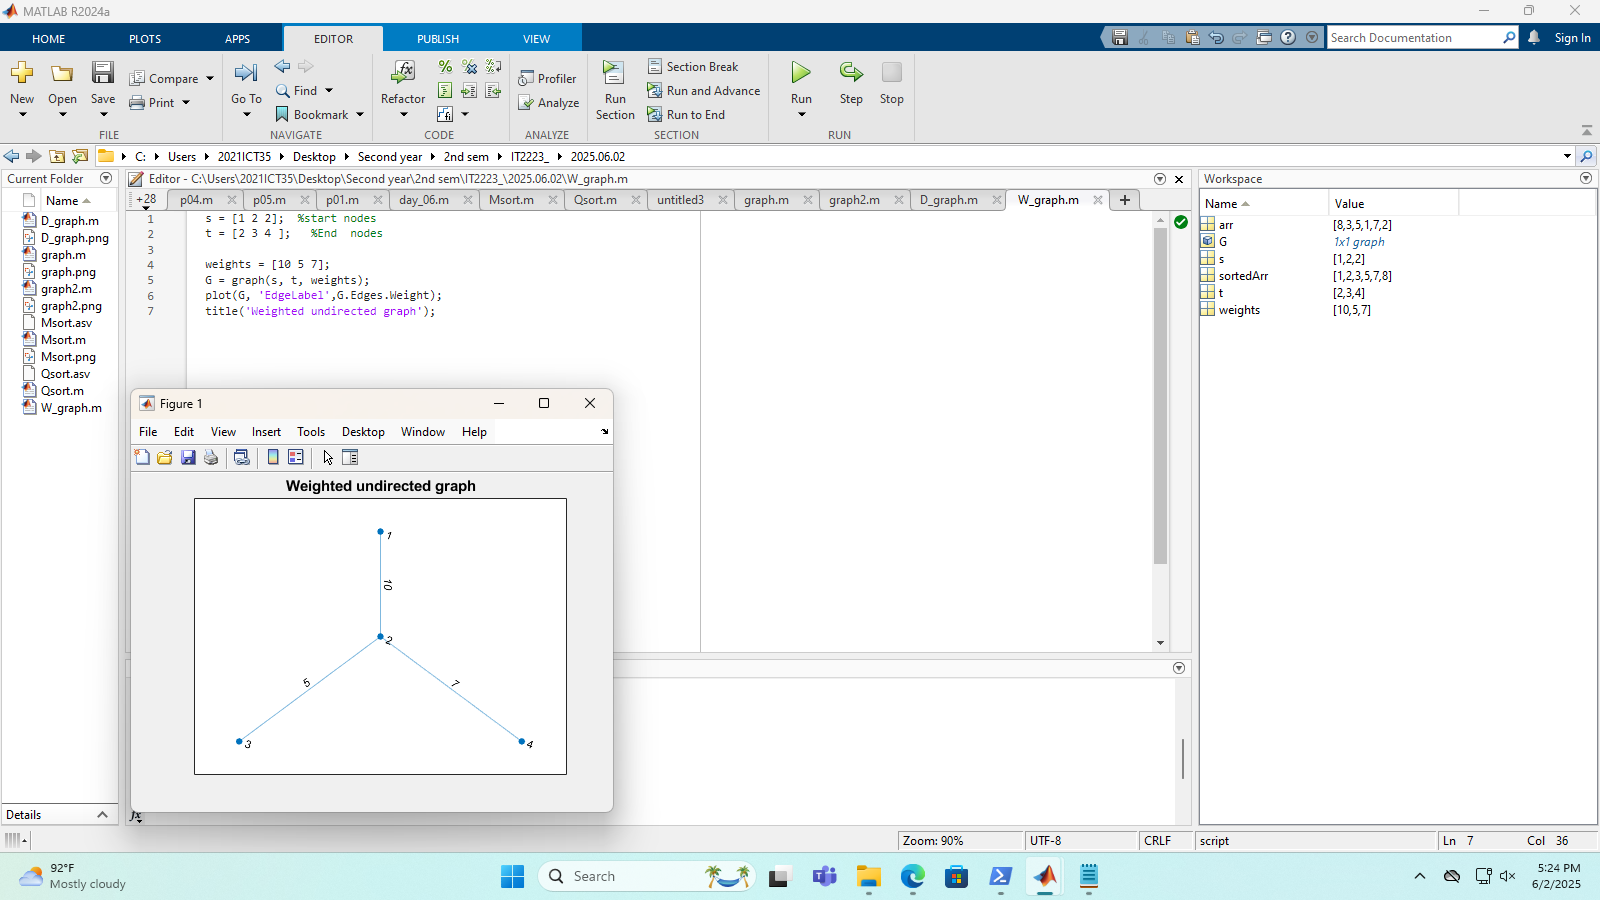 MATLAB R2024a
HOME PLOTS APPS EDITOR PUBLISH VIEW
Search Documentation
Sign In
New Open Save Compare Print
FILE
Go To Find Bookmark
NAVIGATE
Refactor
CODE
Profiler
Analyze
ANALYZE
Run Section
Section Break
Run and Advance
Run to End
SECTION
Run Step Stop
RUN
C: Users 2021ICT35 Desktop Second year 2nd sem IT2223_ 2025.06.02
Current Folder
Name
D_graph.m
D_graph.png
graph.m
graph.png
graph2.m
graph2.png
Msort.asv
Msort.m
Msort.png
Qsort.asv
Qsort.m
W_graph.m
Details
Editor - C:\Users\2021ICT35\Desktop\Second year\2nd sem\IT2223_\2025.06.02\W_graph.m
+28 p04.m p05.m p01.m day_06.m Msort.m Qsort.m untitled3 graph.m graph2.m D_graph.m W_graph.m
1 s = [1 2 2]; %start nodes
2 t = [2 3 4 ]; %End nodes
3
4 weights = [10 5 7];
5 G = graph(s, t, weights);
6 plot(G, 'EdgeLabel',G.Edges.Weight);
7 title('Weighted undirected graph');
Figure 1
File Edit View Insert Tools Desktop Window Help
Weighted undirected graph
1
10
2
5
7
3
4
fx
Workspace
Name Value
arr [8,3,5,1,7,2]
G 1x1 graph
s [1,2,2]
sortedArr [1,2,3,5,7,8]
t [2,3,4]
weights [10,5,7]
Zoom: 90% UTF-8 CRLF script Ln 7 Col 36
92°F
Mostly cloudy
Search
5:24 PM
6/2/2025